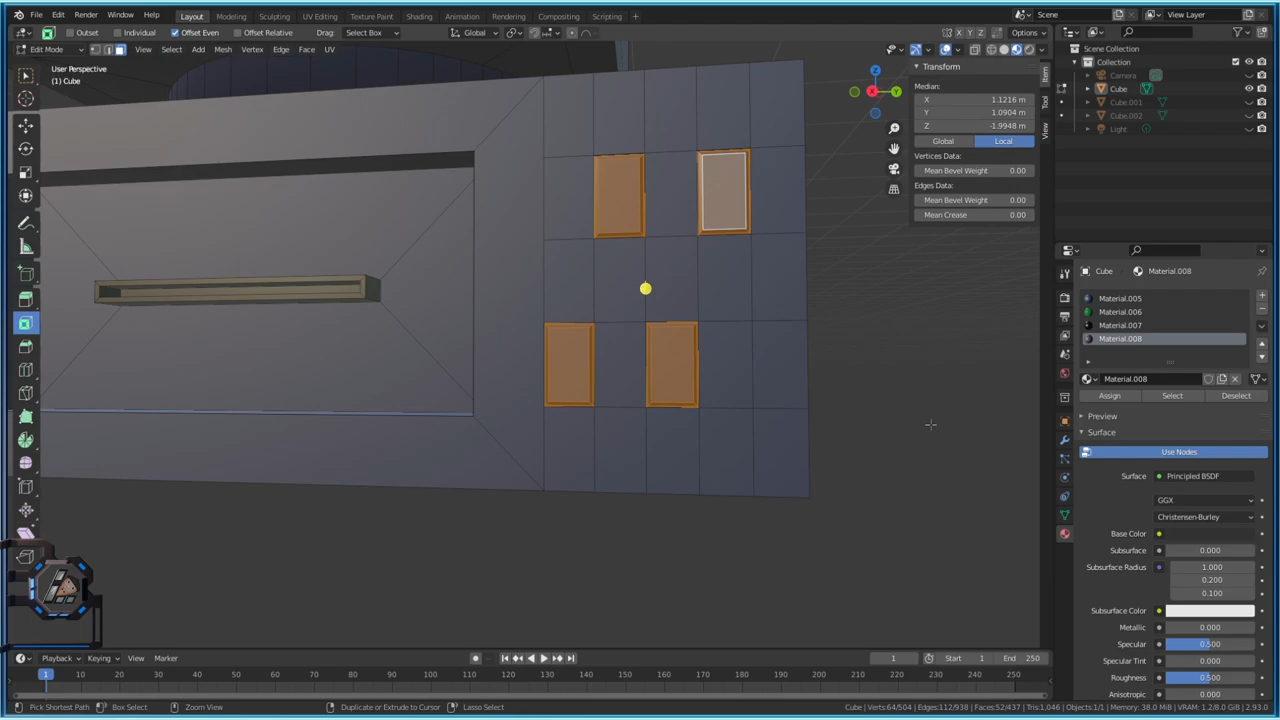 File Edit Render Window Help Layout Modeling Sculpting UV Editing Texture Paint Shading Animation Rendering Compositing Scripting Scene View Layer
Outset Individual Offset Even Offset Relative Drag: Select Box Global X Y Z Options
Edit Mode View Select Add Mesh Vertex Edge Face UV
User Perspective
(1) Cube
Transform
Median:
X 1.1216 m
Y 1.0904 m
Z -1.9948 m
Global Local
Vertices Data:
Mean Bevel Weight 0.00
Edges Data:
Mean Bevel Weight 0.00
Mean Crease 0.00
Item
Tool
View
Z
X
Y
Scene Collection
Collection
Camera
Cube
Cube.001
Cube.002
Light
Cube Material.008
Material.005
Material.006
Material.007
Material.008
Material.008
Assign Select Deselect
Preview
Surface
Use Nodes
Surface Principled BSDF
GGX
Christensen-Burley
Base Color
Subsurface 0.000
Subsurface Radius 1.000
0.200
0.100
Subsurface Color
Metallic 0.000
Specular 0.500
Specular Tint 0.000
Roughness 0.500
Anisotropic 0.000
Playback Keying View Marker 1 Start 1 End 250
1 10 20 30 40 50 60 70 80 90 100 110 120 130 140 150 160 170 180 190 200 210 220 230 240 250
Pick Shortest Path Box Select Zoom View Duplicate or Extrude to Cursor Lasso Select Cube | Verts:64/504 | Edges:112/938 | Faces:52/437 | Tris:1,046 | Objects:1/1 | Memory: 38.0 MiB | VRAM: 1.2/8.0 GiB | 2.93.0